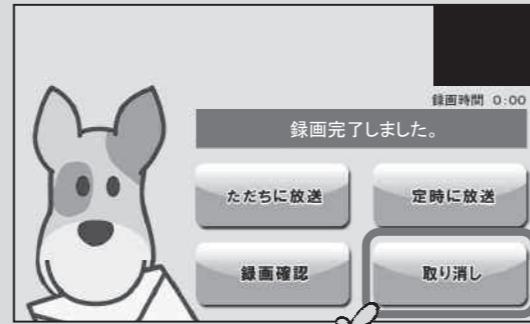 録画時間 0:00
録画完了しました。
ただちに放送 定時に放送
録画確認 取り消し